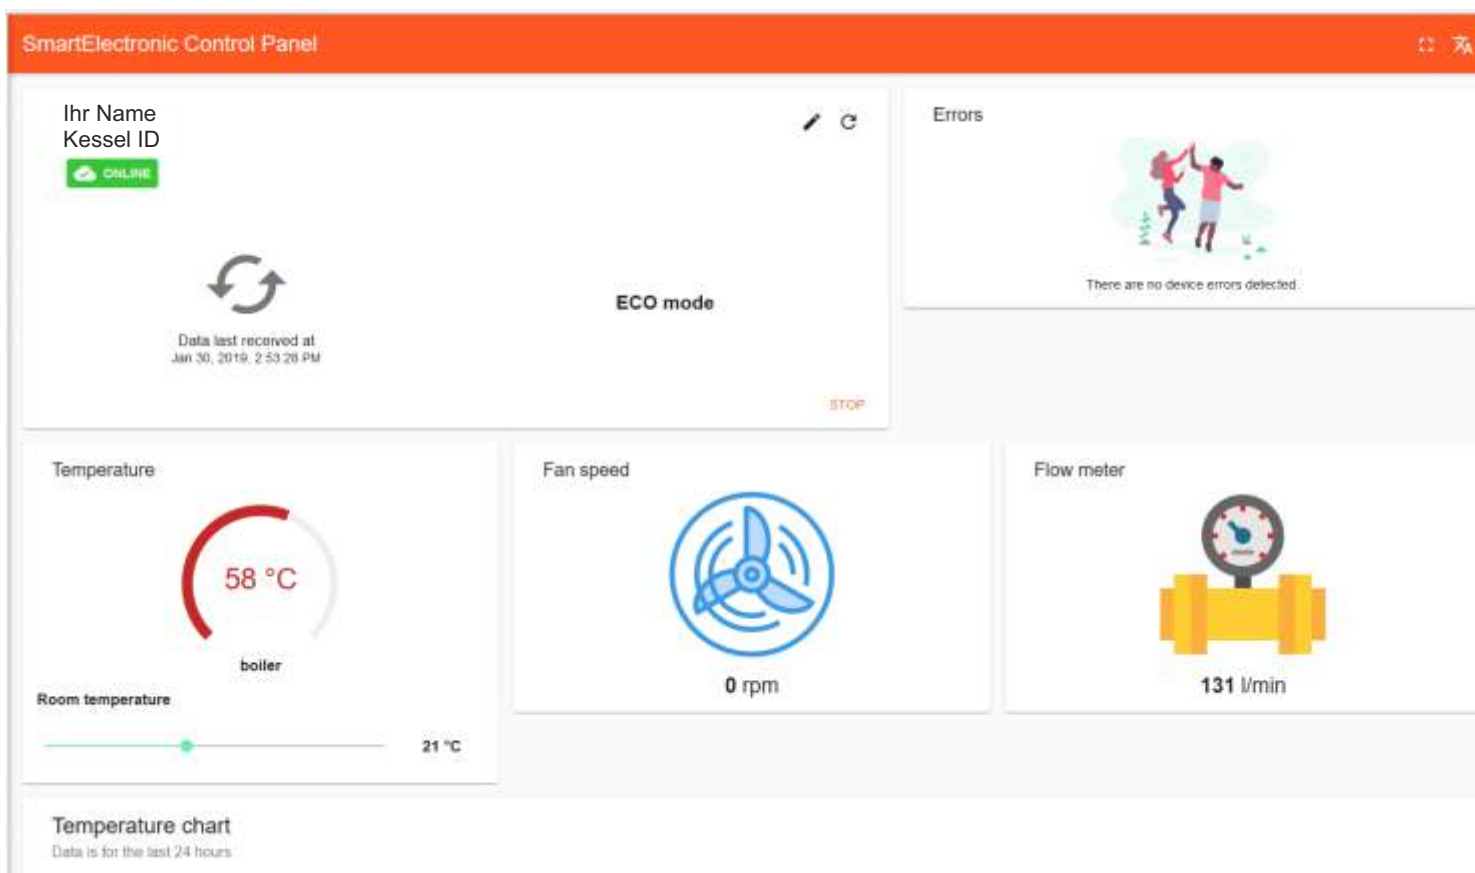 SmartElectronic Control Panel
Ihr Name
Kessel ID
ONLINE
Data last received at
Jan 30, 2019, 2:53:28 PM
ECO mode
STOP
Errors
There are no device errors detected.
Temperature
58 °C
boiler
Room temperature
21 °C
Fan speed
0 rpm
Flow meter
131 l/min
Temperature chart
Data is for the last 24 hours